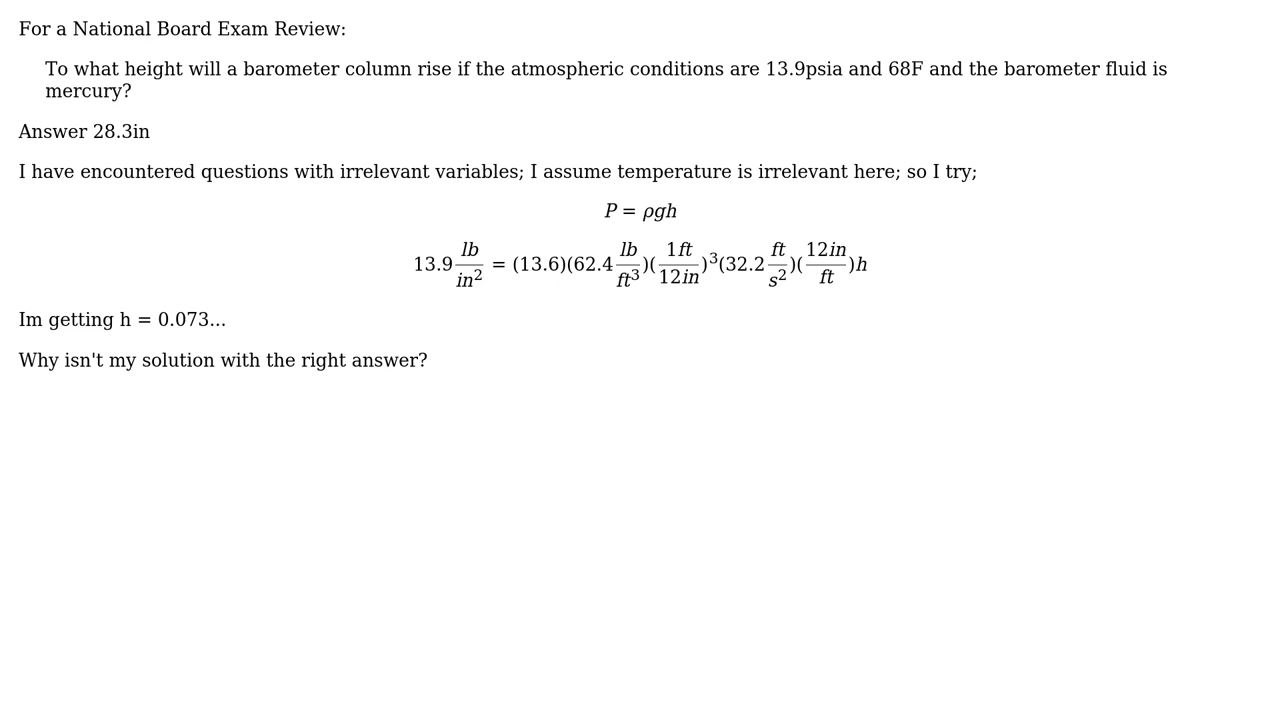 For a National Board Exam Review:
To what height will a barometer column rise if the atmospheric conditions are 13.9psia and 68F and the barometer fluid is
mercury?
Answer 28.3in
I have encountered questions with irrelevant variables; I assume temperature is irrelevant here; so I try;
P = ρgh
13.9 lb/in² = (13.6)(62.4 lb/ft³)(1ft/12in)³(32.2 ft/s²)(12in/ft)h
Im getting h = 0.073...
Why isn't my solution with the right answer?